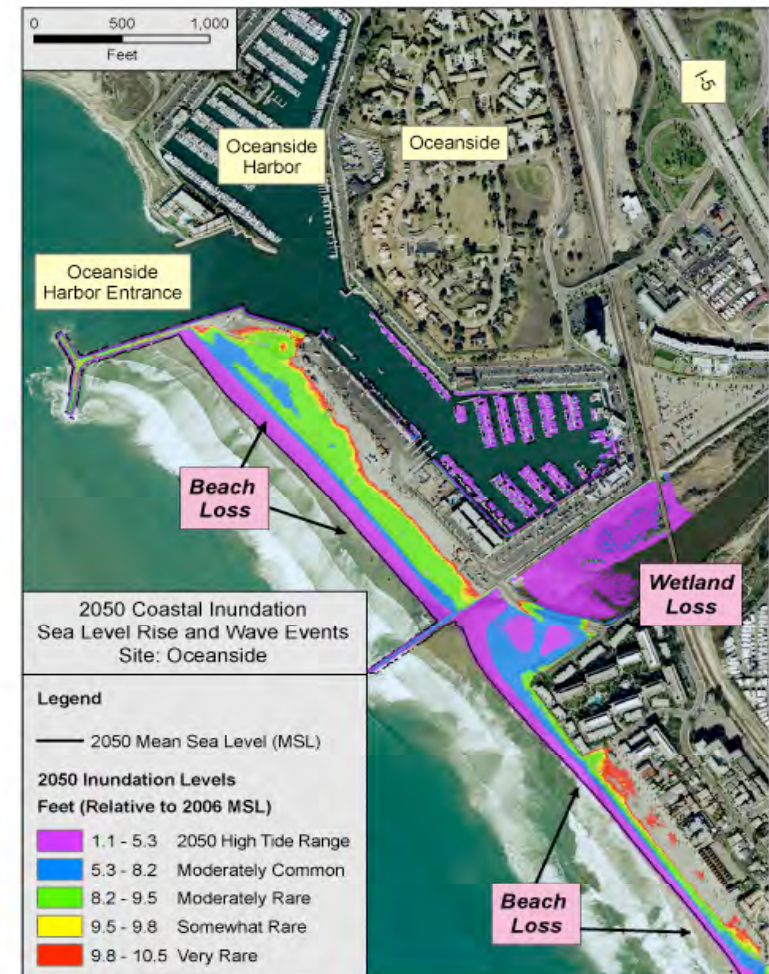 0 500 1,000
Feet
Oceanside
Harbor
Oceanside
I-5
Oceanside
Harbor Entrance
Beach
Loss
Wetland
Loss
2050 Coastal Inundation
Sea Level Rise and Wave Events
Site: Oceanside
Legend
2050 Mean Sea Level (MSL)
2050 Inundation Levels
Feet (Relative to 2006 MSL)
1.1 - 5.3 2050 High Tide Range
5.3 - 8.2 Moderately Common
8.2 - 9.5 Moderately Rare
9.5 - 9.8 Somewhat Rare
9.8 - 10.5 Very Rare
Beach
Loss